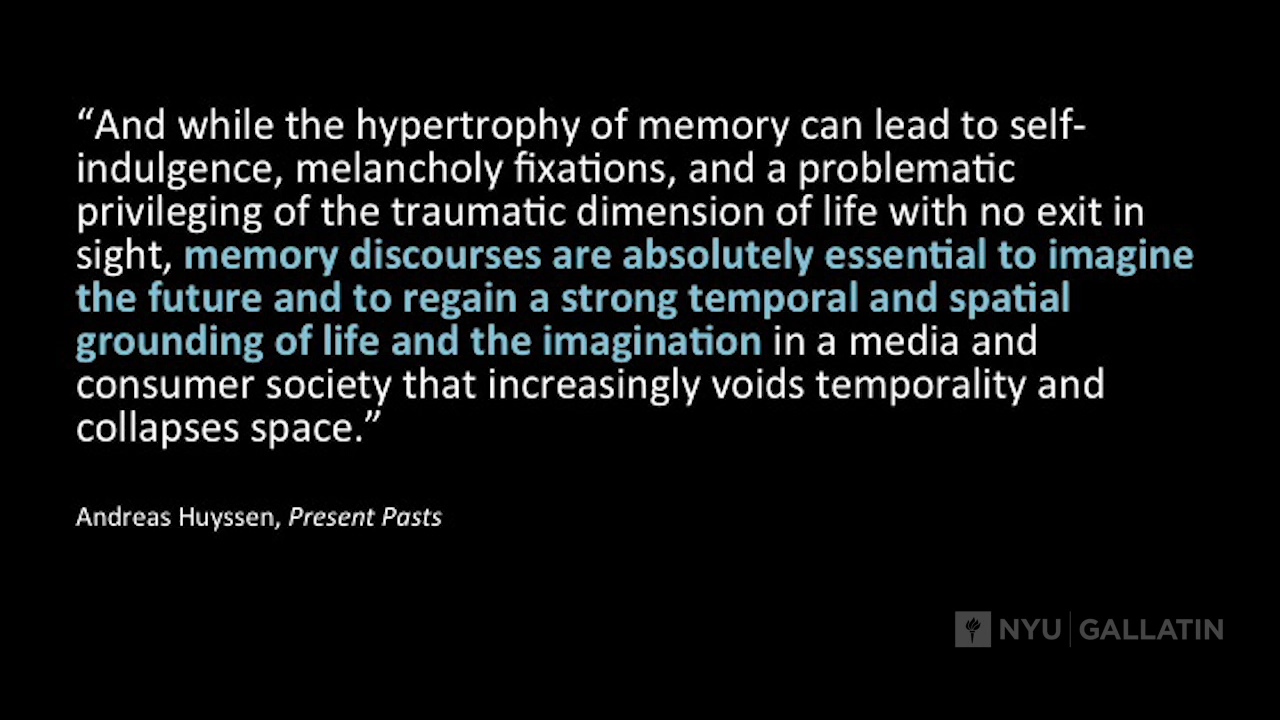 “And while the hypertrophy of memory can lead to self-
indulgence, melancholy fixations, and a problematic
privileging of the traumatic dimension of life with no exit in
sight, memory discourses are absolutely essential to imagine
the future and to regain a strong temporal and spatial
grounding of life and the imagination in a media and
consumer society that increasingly voids temporality and
collapses space.”
Andreas Huyssen, Present Pasts
NYU GALLATIN